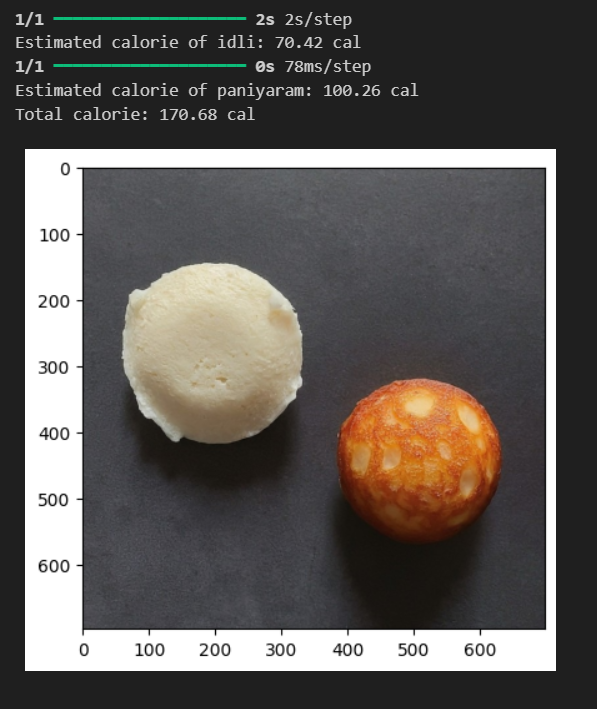 1/1 ━━━━━━━━━━━━━━━━━━━━ 2s 2s/step
Estimated calorie of idli: 70.42 cal
1/1 ━━━━━━━━━━━━━━━━━━━━ 0s 78ms/step
Estimated calorie of paniyaram: 100.26 cal
Total calorie: 170.68 cal
0
100
200
300
400
500
600
0 100 200 300 400 500 600